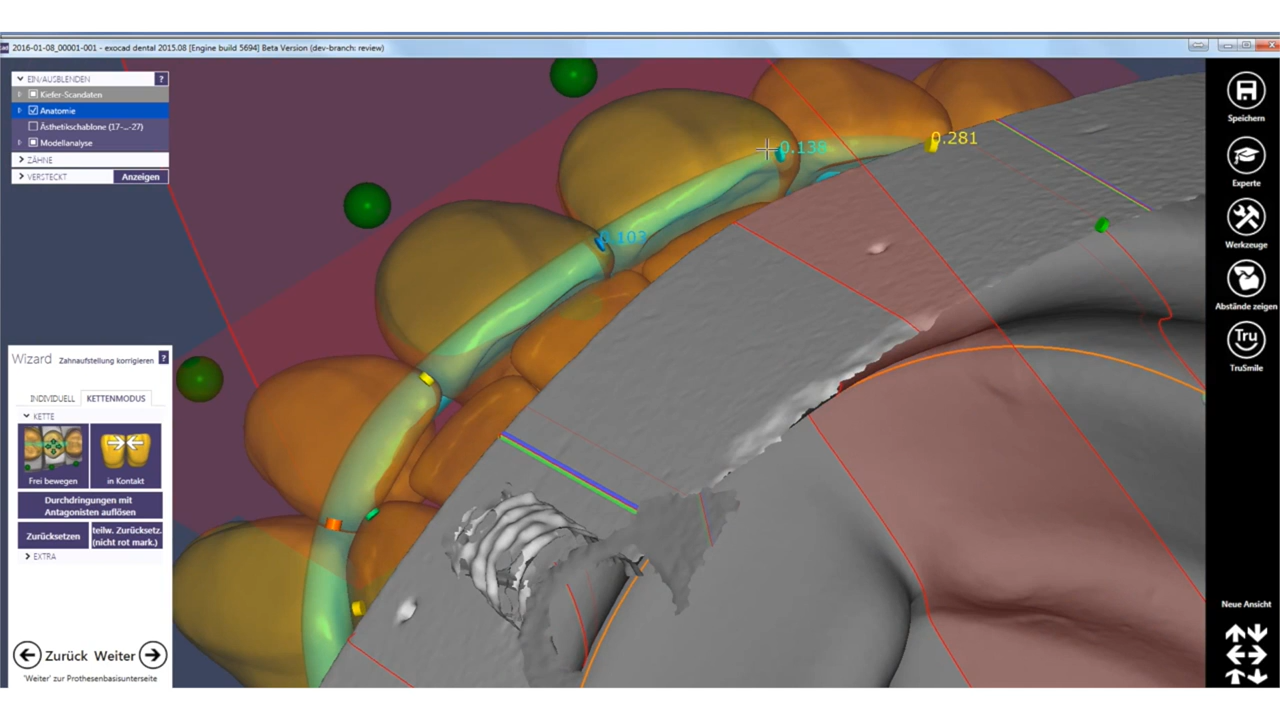 2016-01-08_00001-001 - exocad dental 2015.08 [Engine build 5694] Beta Version (dev-branch: review)
EIN/AUSBLENDEN
?
Kiefer-Scandaten
Anatomie
Ästhetikschablone (17-...-27)
Modellanalyse
ZÄHNE
VERSTECKT
Anzeigen
0.138
0.281
0.103
Speichern
Experte
Werkzeuge
Abstände zeigen
Tru
TruSmile
Wizard Zahnaufstellung korrigieren ?
INDIVIDUELL KETTENMODUS
KETTE
Frei bewegen in Kontakt
Durchdringungen mit
Antagonisten auflösen
Zurücksetzen
teilw. Zurücksetz.
(nicht rot mark.)
EXTRA
Zurück Weiter
'Weiter' zur Prothesenbasisunterseite
Neue Ansicht